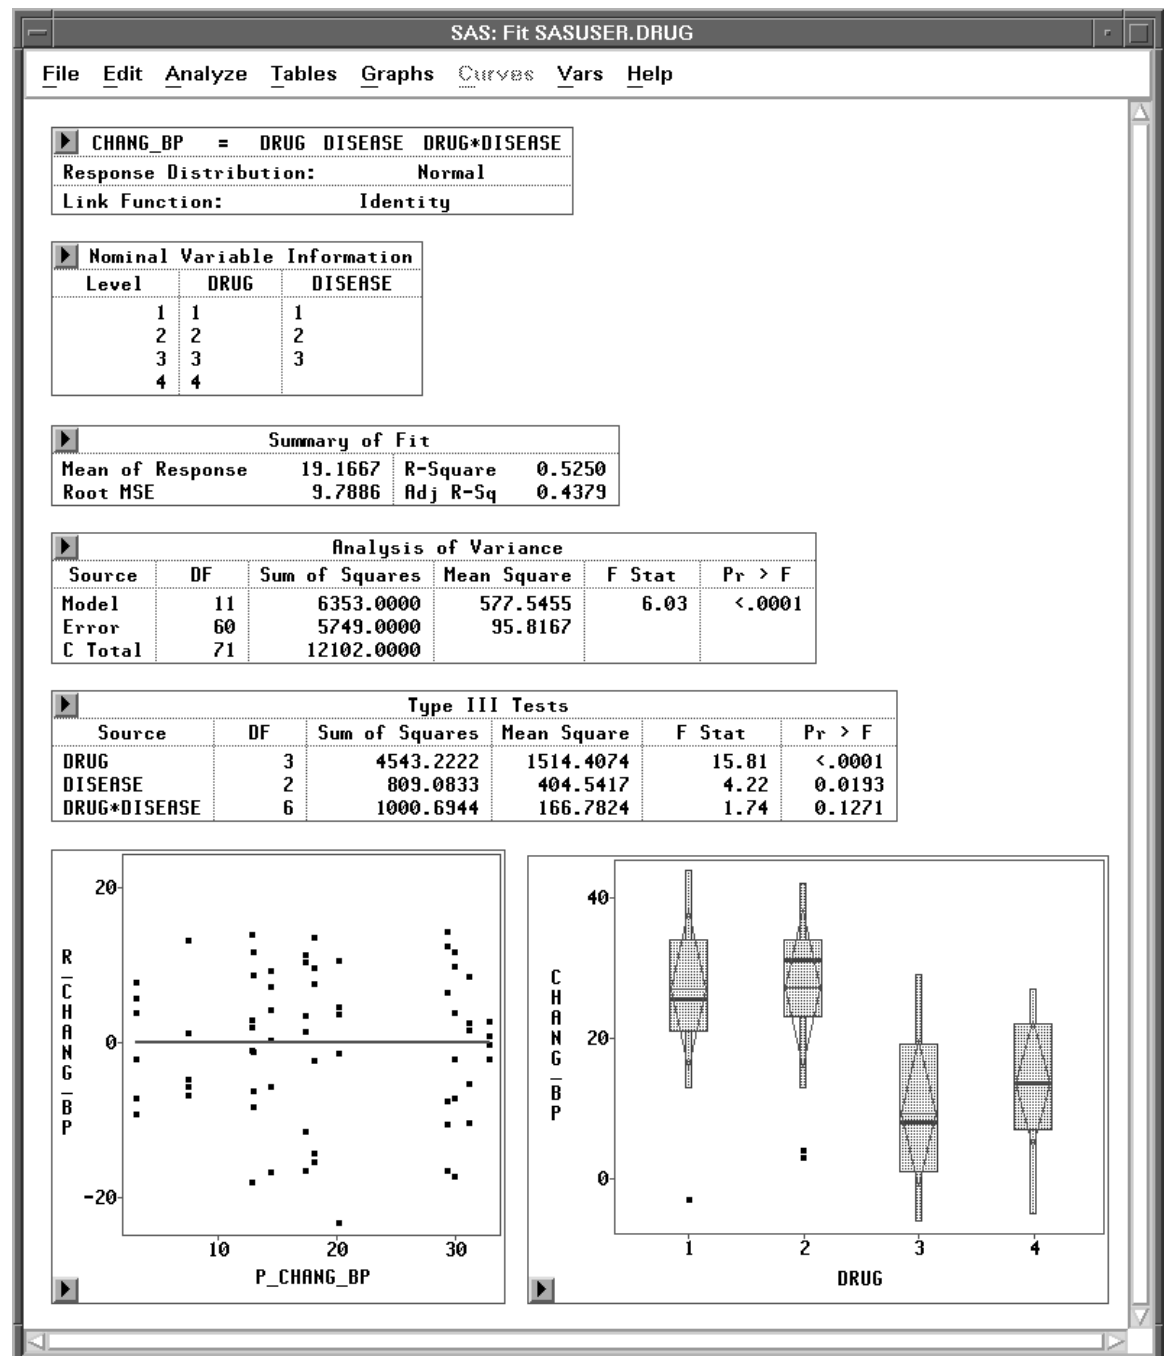 SAS: Fit SASUSER.DRUG
File Edit Analyze Tables Graphs Curves Vars Help
CHANG_BP = DRUG DISEASE DRUG*DISEASE
Response Distribution: Normal
Link Function: Identity
Nominal Variable Information
Level DRUG DISEASE
1 1 1
2 2 2
3 3 3
4 4
Summary of Fit
Mean of Response 19.1667 R-Square 0.5250
Root MSE 9.7886 Adj R-Sq 0.4379
Analysis of Variance
Source DF Sum of Squares Mean Square F Stat Pr > F
Model 11 6353.0000 577.5455 6.03 <.0001
Error 60 5749.0000 95.8167
C Total 71 12102.0000
Type III Tests
Source DF Sum of Squares Mean Square F Stat Pr > F
DRUG 3 4543.2222 1514.4074 15.81 <.0001
DISEASE 2 809.0833 404.5417 4.22 0.0193
DRUG*DISEASE 6 1000.6944 166.7824 1.74 0.1271
R_CHANG_BP
20
0
-20
10 20 30
P_CHANG_BP
CHANG_BP
40
20
0
1 2 3 4
DRUG